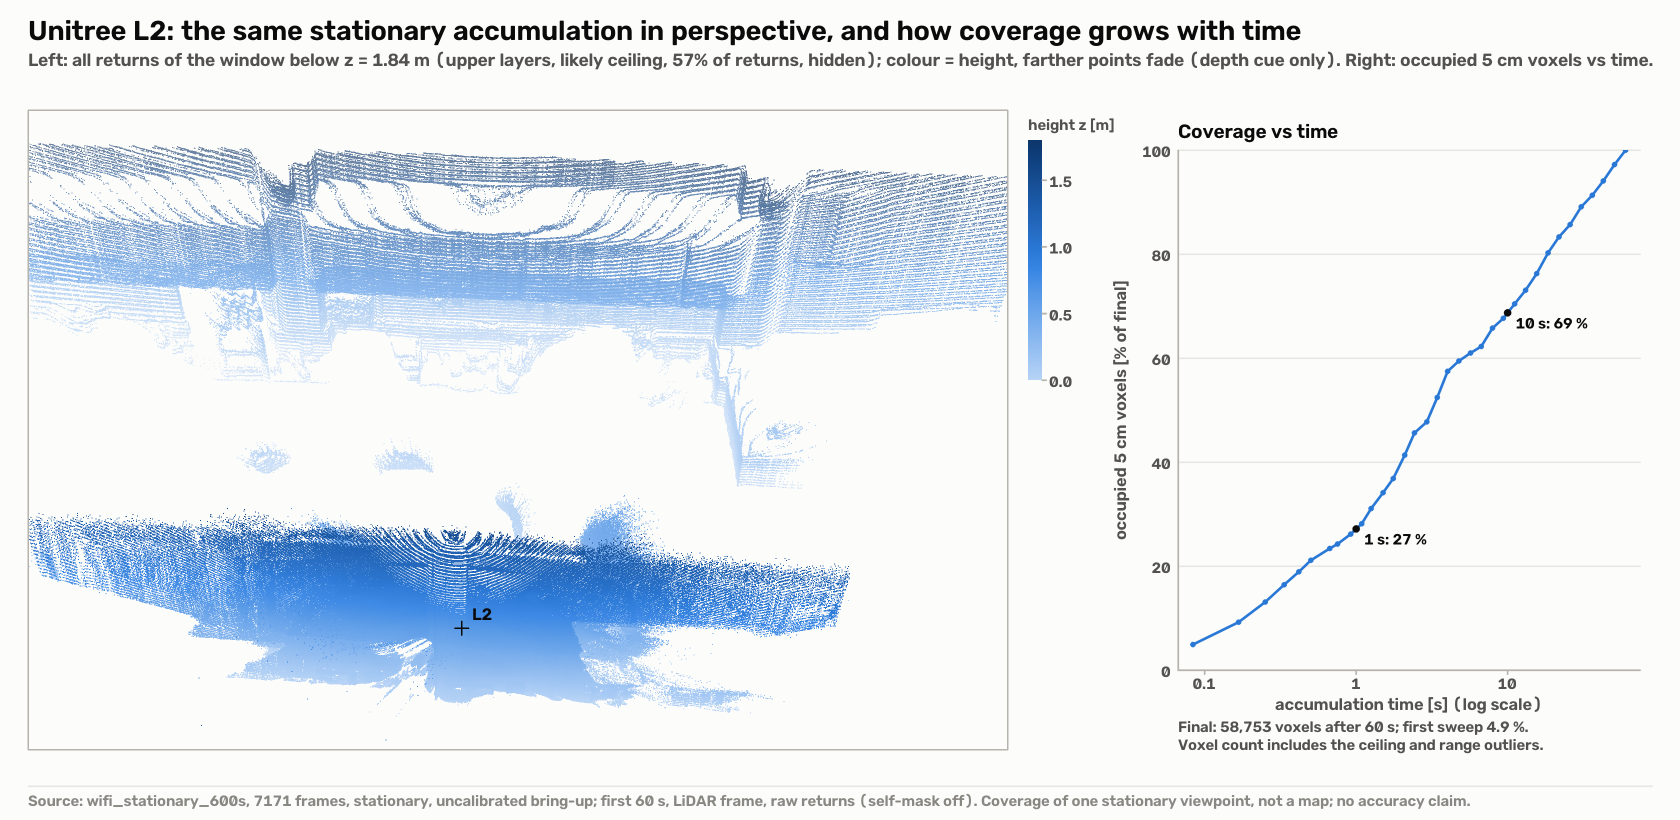 Unitree L2: the same stationary accumulation in perspective, and how coverage grows with time
Left: all returns of the window below z = 1.84 m (upper layers, likely ceiling, 57% of returns, hidden); colour = height, farther points fade (depth cue only). Right: occupied 5 cm voxels vs time.
height z [m]
1.5
1.0
0.5
0.0
L2
Coverage vs time
occupied 5 cm voxels [% of final]
100
80
60
40
20
0
10 s: 69 %
1 s: 27 %
0.1
1
10
accumulation time [s] (log scale)
Final: 58,753 voxels after 60 s; first sweep 4.9 %.
Voxel count includes the ceiling and range outliers.
Source: wifi_stationary_600s, 7171 frames, stationary, uncalibrated bring-up; first 60 s, LiDAR frame, raw returns (self-mask off). Coverage of one stationary viewpoint, not a map; no accuracy claim.